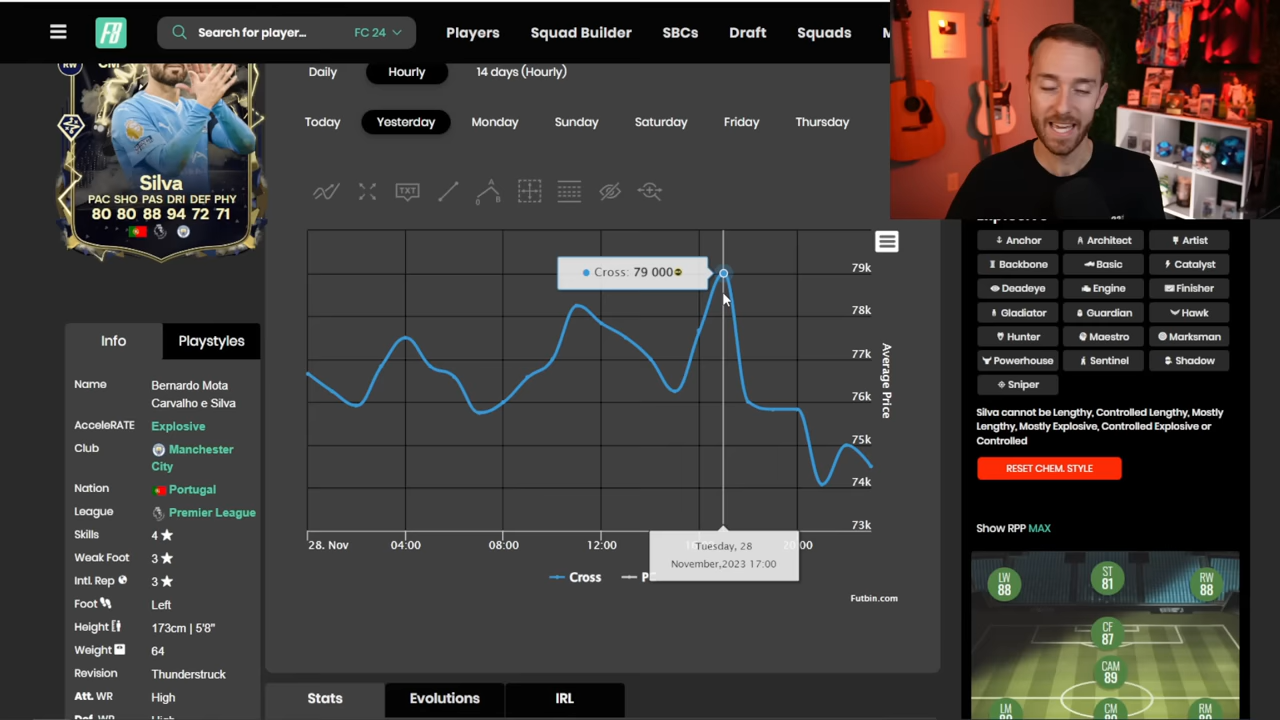 FB
Search for player...
FC 24
Players
Squad Builder
SBCs
Draft
Squads
M
RW
CM
Silva
PAC SHO PAS DRI DEF PHY
80 80 88 94 72 71
Daily
Hourly
14 days (Hourly)
Today
Yesterday
Monday
Sunday
Saturday
Friday
Thursday
TXT
Cross: 79 000
79k
78k
77k
76k
75k
74k
73k
Average Price
28. Nov
04:00
08:00
12:00
20:00
Tuesday, 28
November,2023 17:00
Cross
Futbin.com
Info
Playstyles
Name
Bernardo Mota
Carvalho e Silva
AcceleRATE
Explosive
Club
Manchester
City
Nation
Portugal
League
Premier League
Skills
4
Weak Foot
3
Intl. Rep
3
Foot
Left
Height
173cm | 5'8"
Weight
64
Revision
Thunderstruck
Att. WR
High
Stats
Evolutions
IRL
Explosive
Anchor
Architect
Artist
Backbone
Basic
Catalyst
Deadeye
Engine
Finisher
Gladiator
Guardian
Hawk
Hunter
Maestro
Marksman
Powerhouse
Sentinel
Shadow
Sniper
Silva cannot be Lengthy, Controlled Lengthy, Mostly
Lengthy, Mostly Explosive, Controlled Explosive or
Controlled
RESET CHEM. STYLE
Show RPP MAX
LW
88
ST
81
RW
88
CF
87
CAM
89
LM
CM
RM